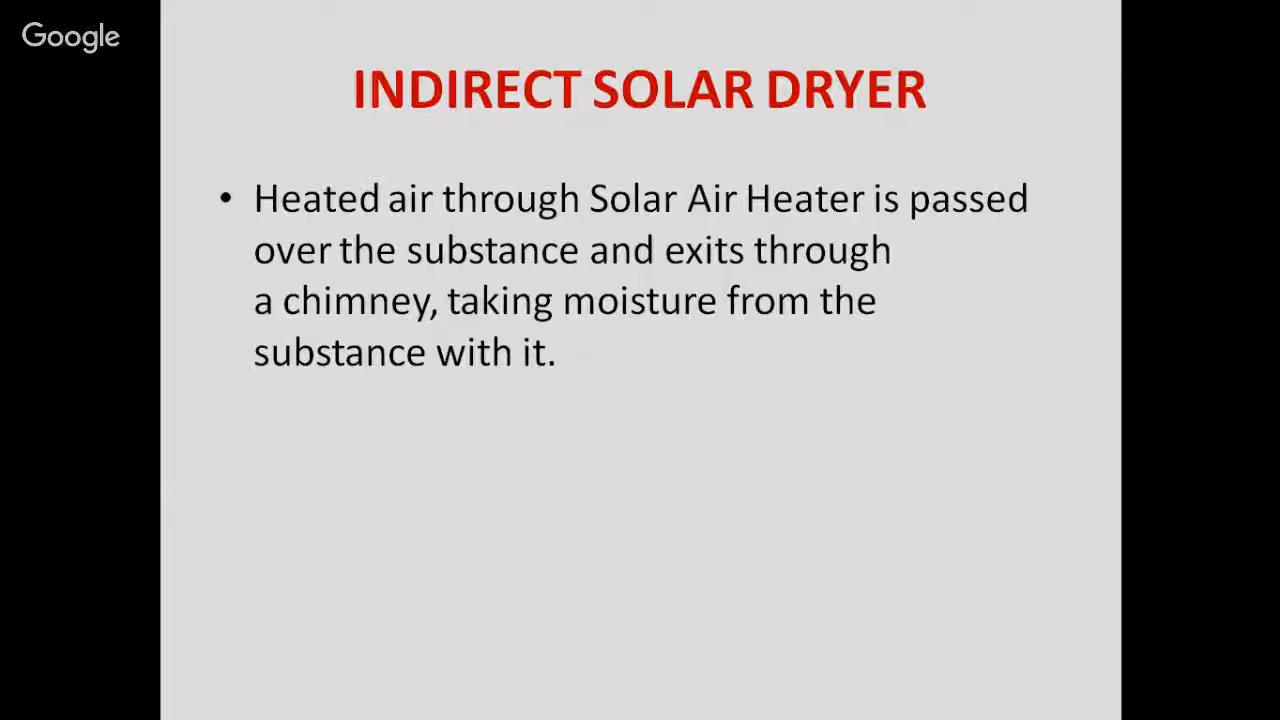 Google
INDIRECT SOLAR DRYER
• Heated air through Solar Air Heater is passed
over the substance and exits through
a chimney, taking moisture from the
substance with it.